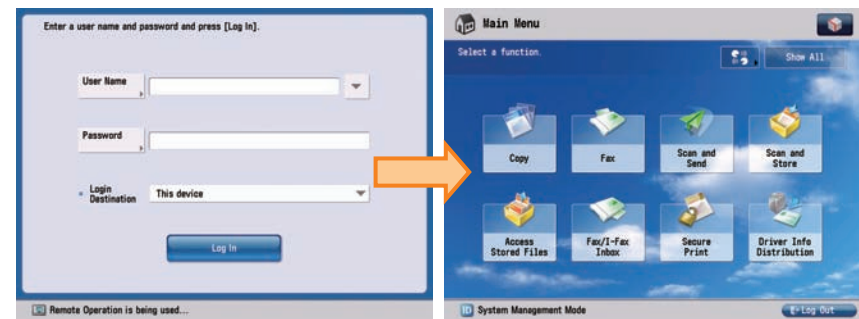 Enter a user name and password and press [Log In].
User Name
Password
Login
Destination
This device
Log In
Remote Operation is being used...
Main Menu
Select a function.
Show All
Copy
Fax
Scan and
Send
Scan and
Store
Access
Stored Files
Fax/I-Fax
Inbox
Secure
Print
Driver Info
Distribution
ID
System Management Mode
Log Out